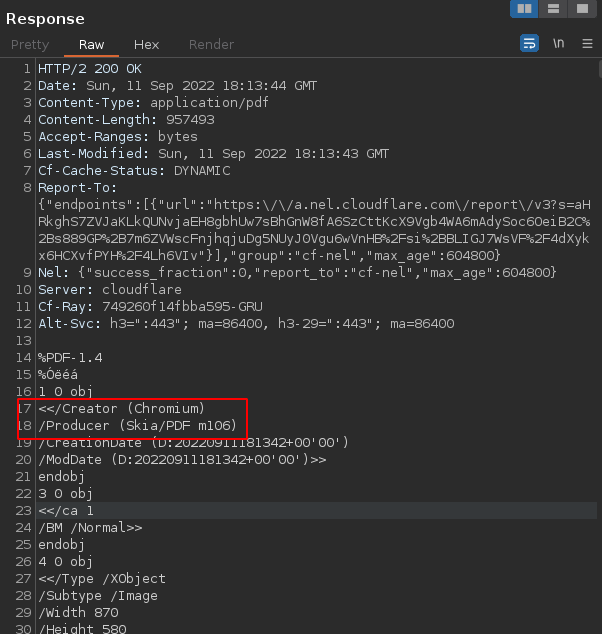 Response
Pretty Raw Hex Render \n
1 HTTP/2 200 OK
2 Date: Sun, 11 Sep 2022 18:13:44 GMT
3 Content-Type: application/pdf
4 Content-Length: 957493
5 Accept-Ranges: bytes
6 Last-Modified: Sun, 11 Sep 2022 18:13:43 GMT
7 Cf-Cache-Status: DYNAMIC
8 Report-To:
{"endpoints":[{"url":"https:\/\/a.nel.cloudflare.com\/report\/v3?s=aH
RkghS7ZVJaKLkQUNvjaEH8gbhUw7sBhGnW8fA6SzCttKcX9Vgb4WA6mAdySoc6OeiB2C%
2Bs889GP%2B7m6ZVWscFnjhqjuDg5NUyJ0Vgu6wVnHB%2Fsi%2BBLIGJ7WsVF%2F4dXyk
x6HCXvfPYH%2F4Lh6VIv"}],"group":"cf-nel","max_age":604800}
9 Nel: {"success_fraction":0,"report_to":"cf-nel","max_age":604800}
10 Server: cloudflare
11 Cf-Ray: 749260f14fbba595-GRU
12 Alt-Svc: h3=":443"; ma=86400, h3-29=":443"; ma=86400
13
14 %PDF-1.4
15 %Óëéá
16 1 0 obj
17 <</Creator (Chromium)
18 /Producer (Skia/PDF m106)
19 /CreationDate (D:20220911181342+00'00')
20 /ModDate (D:20220911181342+00'00')>>
21 endobj
22 3 0 obj
23 <</ca 1
24 /BM /Normal>>
25 endobj
26 4 0 obj
27 <</Type /XObject
28 /Subtype /Image
29 /Width 870
30 /Height 580